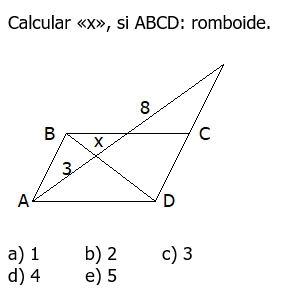 Calcular «x», si ABCD: romboide.
8
B x C
3
A D
a) 1 b) 2 c) 3
d) 4 e) 5